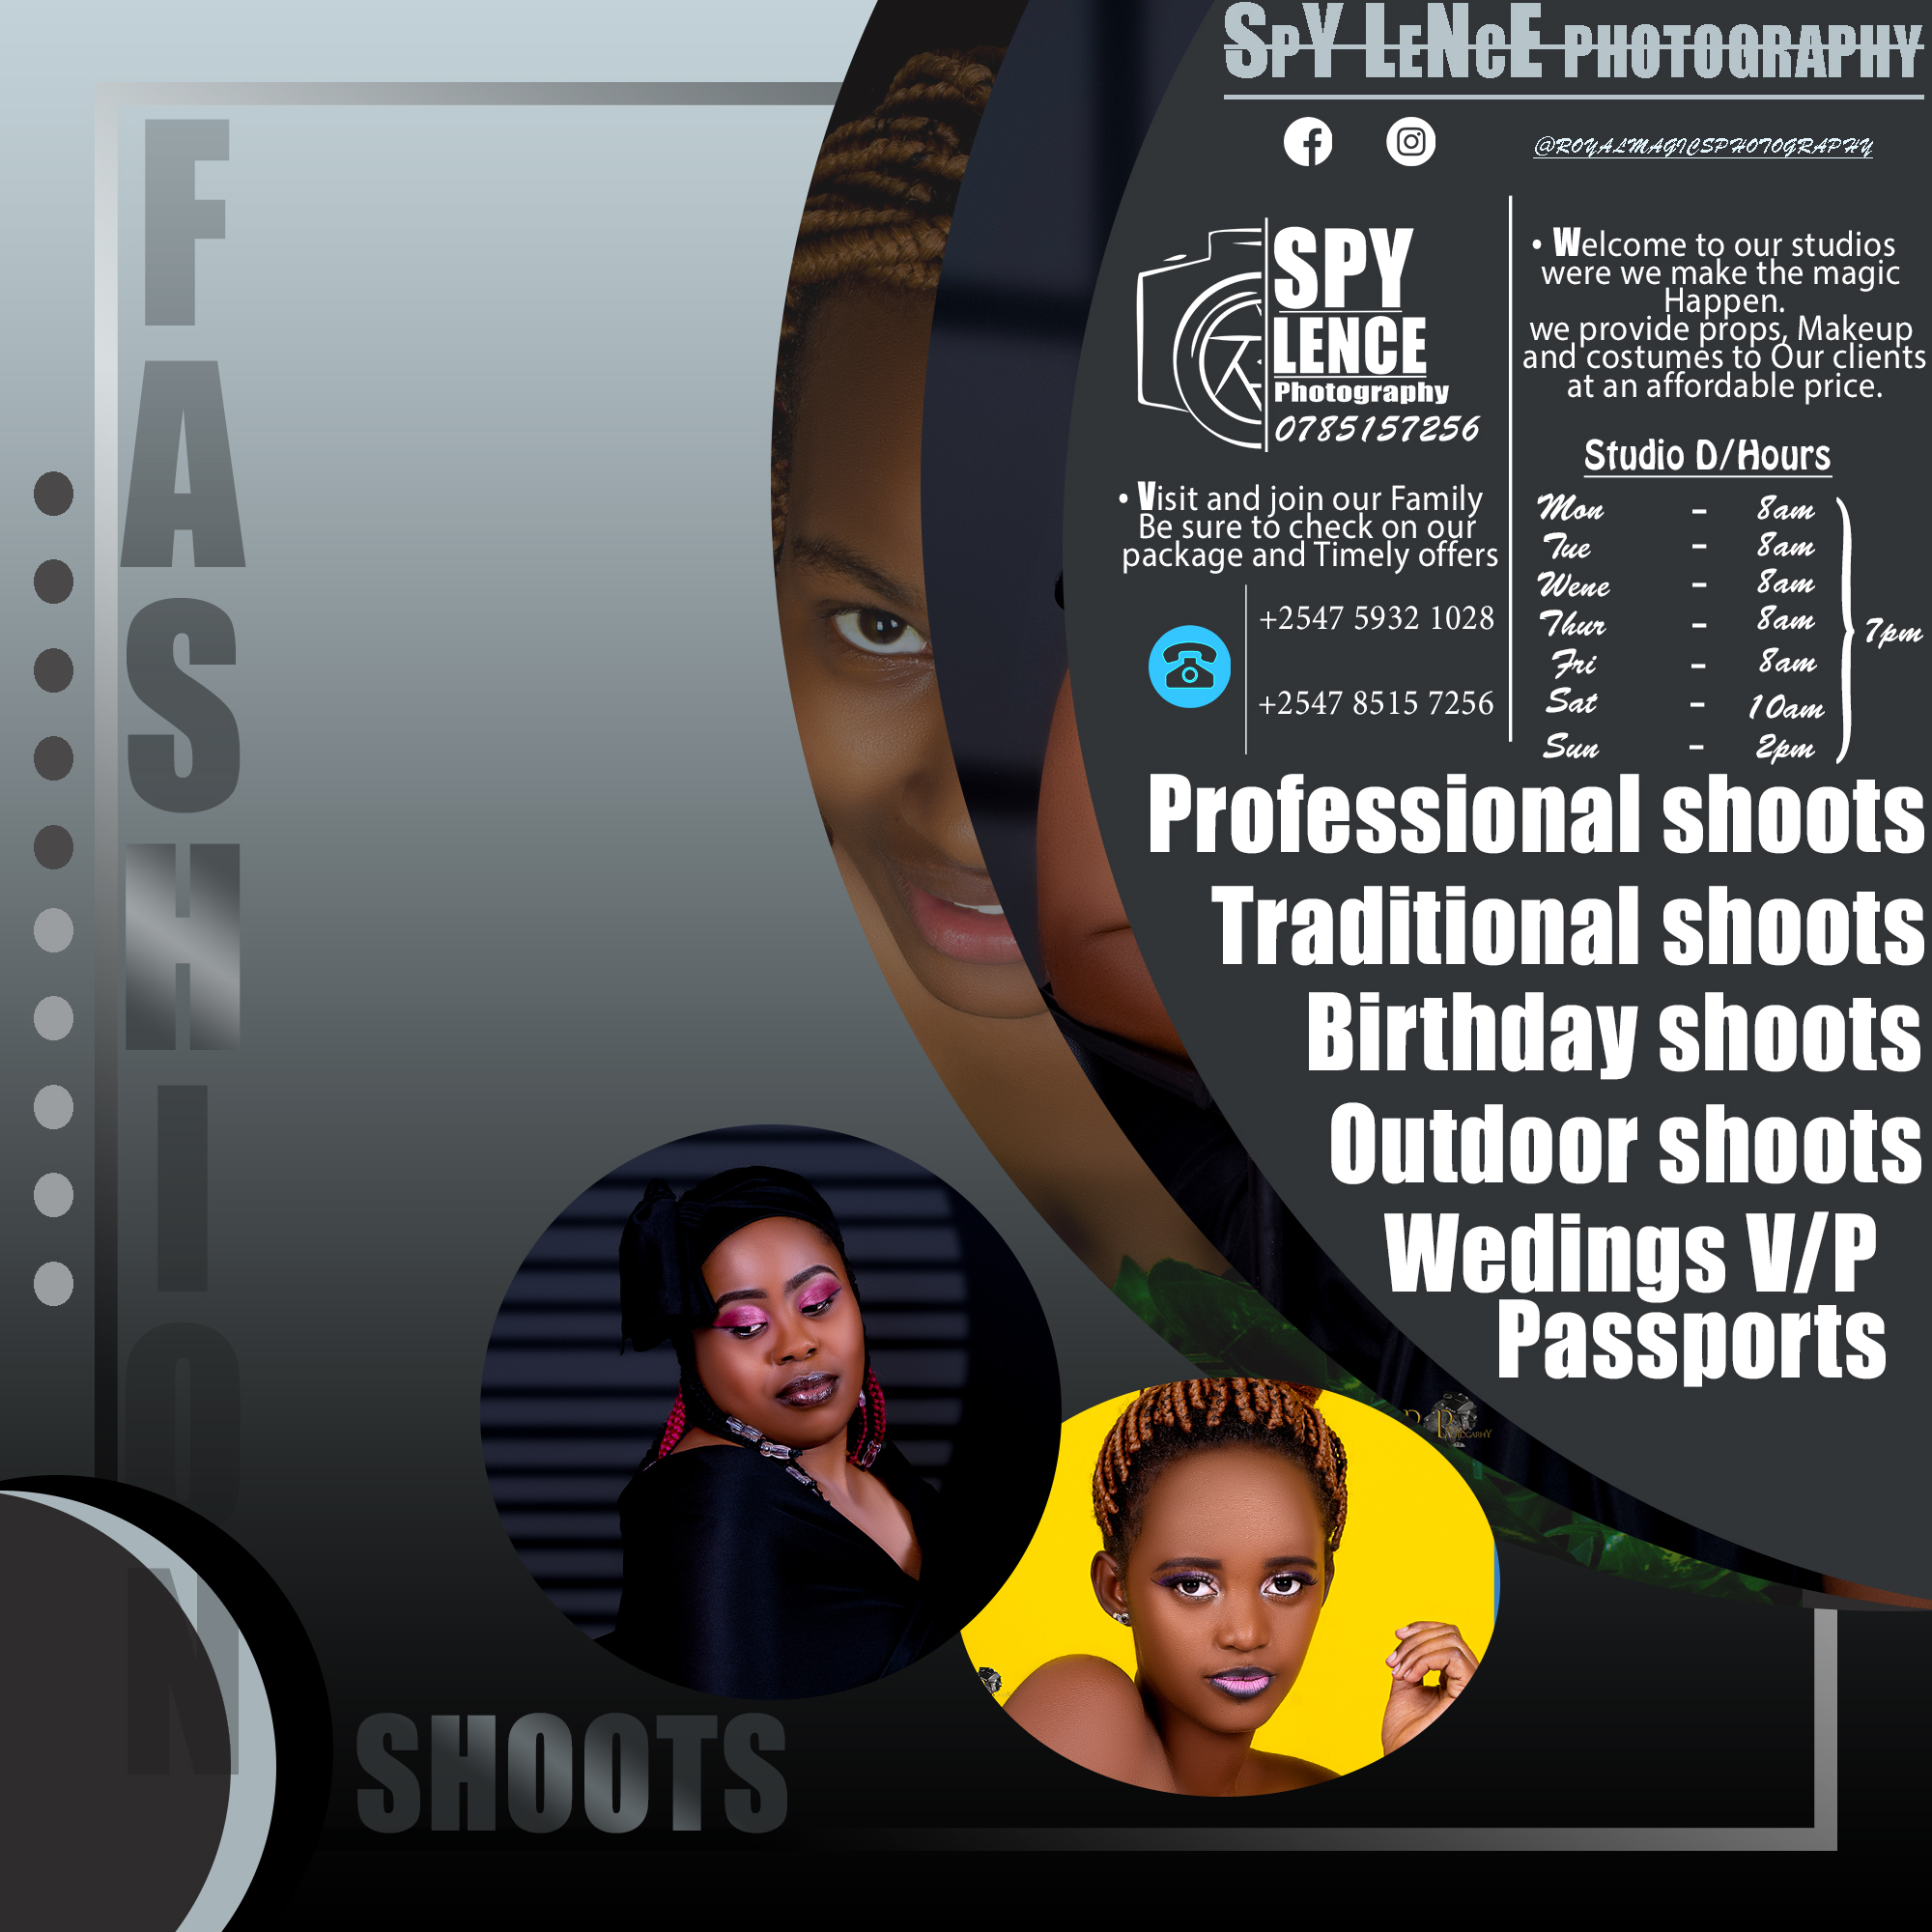 SPY LENCE PHOTOGRAPHY
@ROYALMAGICSPHOTOGRAPHY
SPY
LENCE
Photography
0785157256
• Visit and join our Family
Be sure to check on our
package and Timely offers
+2547 5932 1028
+2547 8515 7256
• Welcome to our studios
were we make the magic
Happen.
we provide props, Makeup
and costumes to Our clients
at an affordable price.
Studio D/Hours
Mon - 8am
Tue - 8am
Wene - 8am
Thur - 8am
Fri - 8am
Sat - 10am
Sun - 2pm
7pm
Professional shoots
Traditional shoots
Birthday shoots
Outdoor shoots
Wedings V/P
Passports
FASHION
SHOOTS